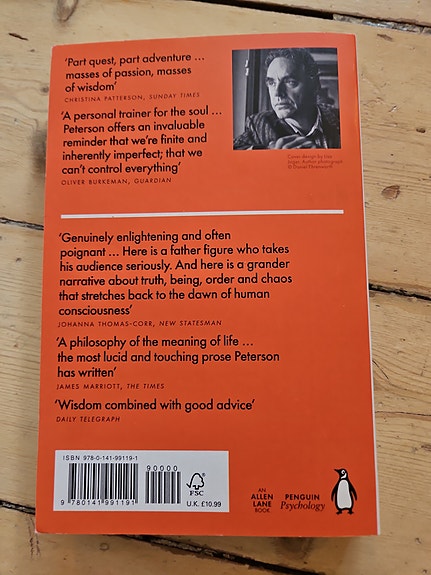 ‘Part quest, part adventure …
masses of passion, masses
of wisdom’
CHRISTINA PATTERSON, SUNDAY TIMES
‘A personal trainer for the soul …
Peterson offers an invaluable
reminder that we’re finite and
inherently imperfect; that we
can’t control everything’
OLIVER BURKEMAN, GUARDIAN
Cover design by
Author photograph
‘Genuinely enlightening and often
poignant … Here is a father figure who takes
his audience seriously. And here is a grander
narrative about truth, being, order and chaos
that stretches back to the dawn of human
consciousness’
JOHANNA THOMAS-CORR, NEW STATESMAN
‘A philosophy of the meaning of life …
the most lucid and touching prose Peterson
has written’
JAMES MARRIOTT, THE TIMES
‘Wisdom combined with good advice’
DAILY TELEGRAPH
ISBN 978-0-141-99119-1
90000
9 780141 991191
FSC
U.K. £10.99
AN
ALLEN
LANE
BOOK
PENGUIN
Psychology